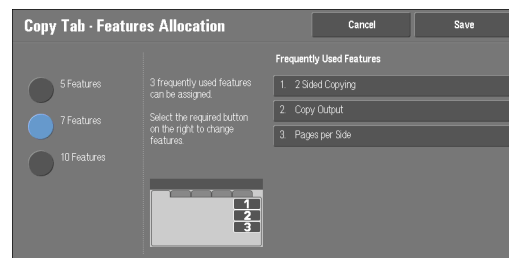 Copy Tab - Features Allocation
Cancel
Save
5 Features
7 Features
10 Features
3 frequently used features
can be assigned.
Select the required button
on the right to change
features.
1
2
3
Frequently Used Features
1. 2 Sided Copying
2. Copy Output
3. Pages per Side